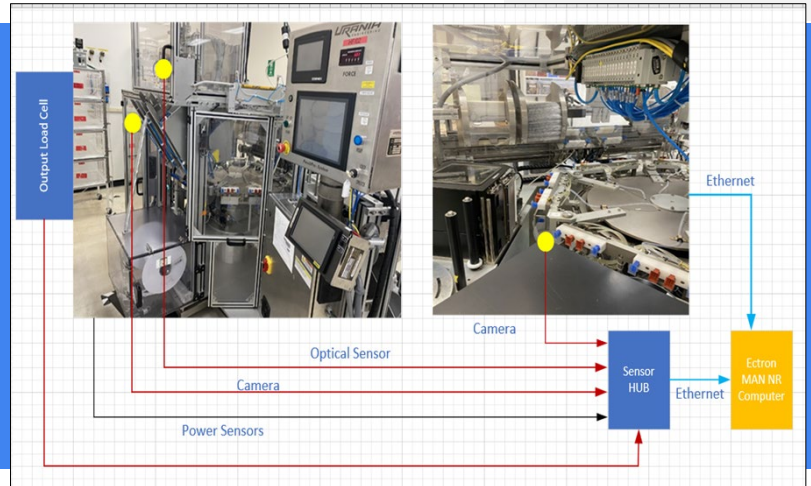 URANIA
FORCE
Output Load Cell
Ethernet
Camera
Optical Sensor
Camera
Power Sensors
Sensor
HUB
Ethernet
Ectron
MAN NR
Computer